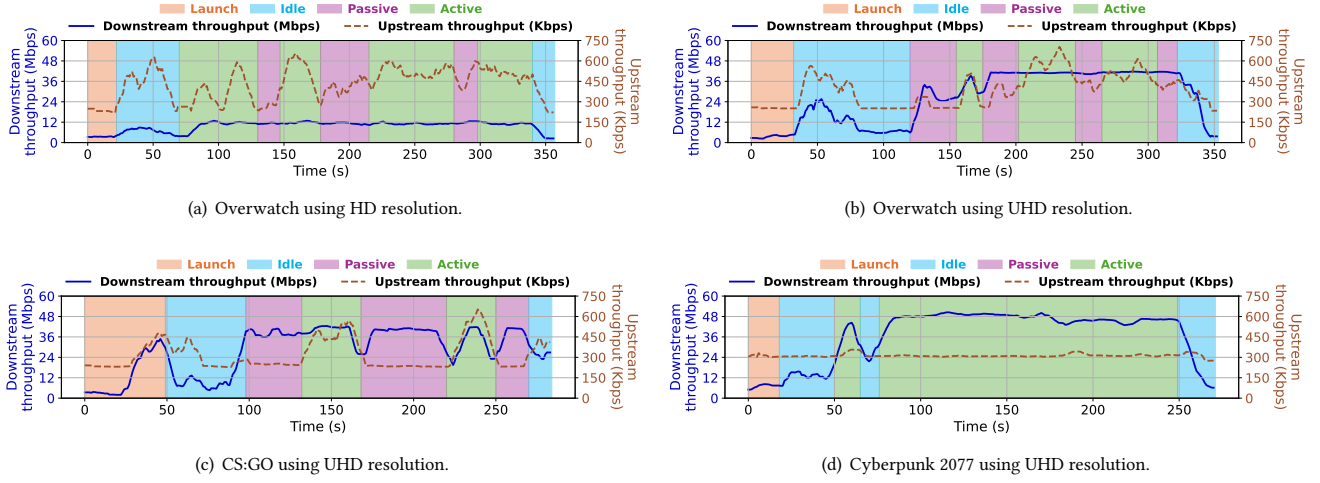 Launch Idle Passive Active
Downstream throughput (Mbps) Upstream throughput (Kbps)
Downstream
throughput (Mbps)
60
48
36
24
12
0
750
600
450
300
150
0
Upstream
throughput (Kbps)
0 50 100 150 200 250 300 350
Time (s)
(a) Overwatch using HD resolution.
Launch Idle Passive Active
Downstream throughput (Mbps) Upstream throughput (Kbps)
Downstream
throughput (Mbps)
60
48
36
24
12
0
750
600
450
300
150
0
Upstream
throughput (Kbps)
0 50 100 150 200 250 300 350
Time (s)
(b) Overwatch using UHD resolution.
Launch Idle Passive Active
Downstream throughput (Mbps) Upstream throughput (Kbps)
Downstream
throughput (Mbps)
60
48
36
24
12
0
750
600
450
300
150
0
Upstream
throughput (Kbps)
0 50 100 150 200 250
Time (s)
(c) CS:GO using UHD resolution.
Launch Idle Passive Active
Downstream throughput (Mbps) Upstream throughput (Kbps)
Downstream
throughput (Mbps)
60
48
36
24
12
0
750
600
450
300
150
0
Upstream
throughput (Kbps)
0 50 100 150 200 250
Time (s)
(d) Cyberpunk 2077 using UHD resolution.